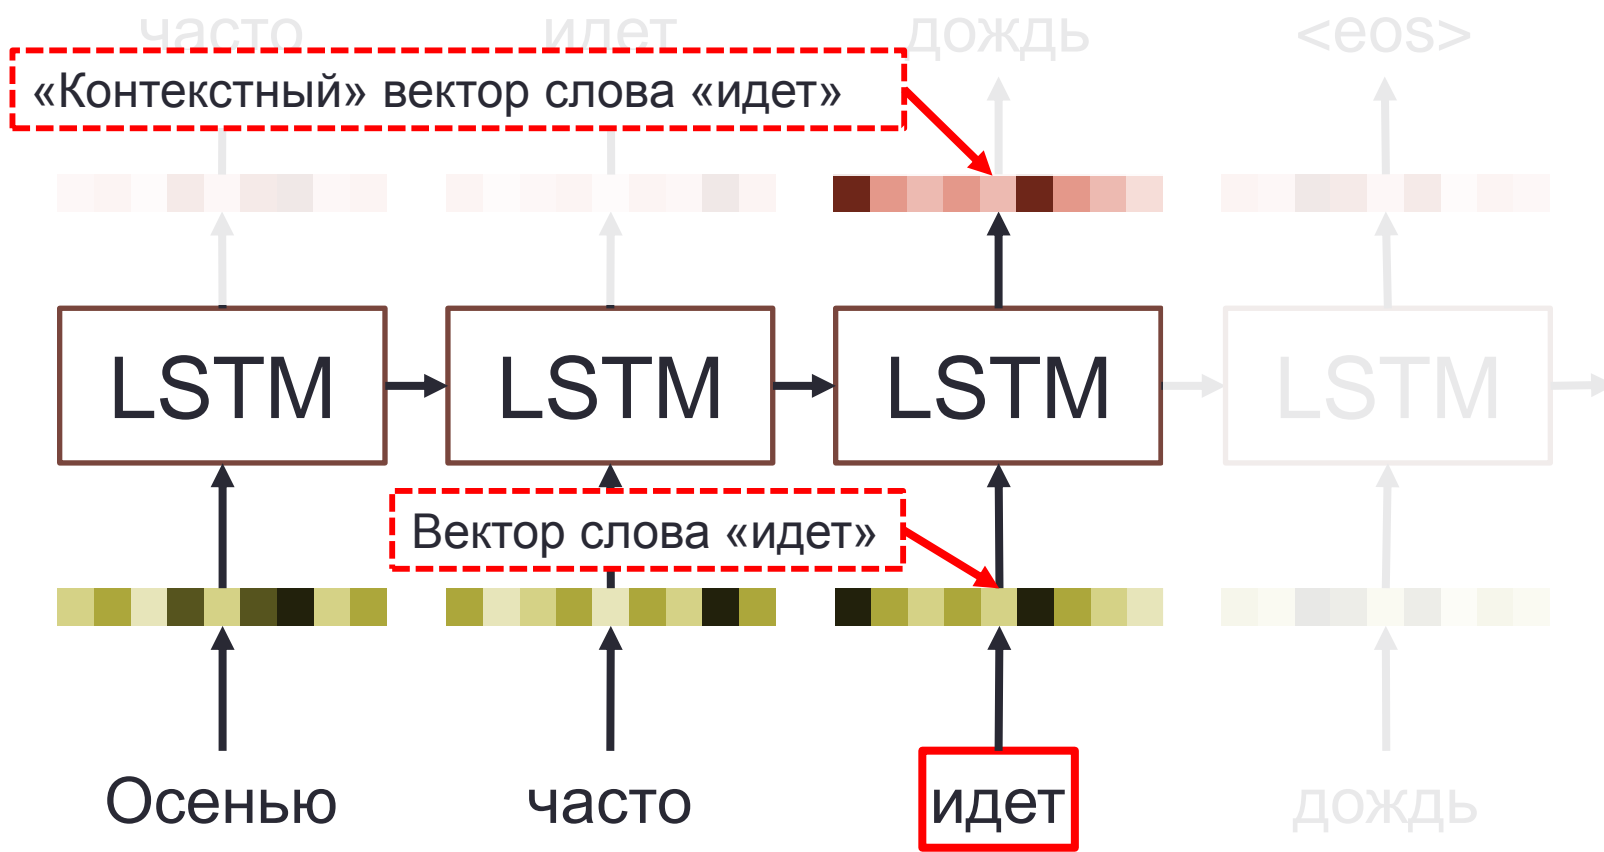 часто идет дождь <eos>
«Контекстный» вектор слова «идет»
LSTM LSTM LSTM LSTM
Вектор слова «идет»
Осенью часто идет дождь